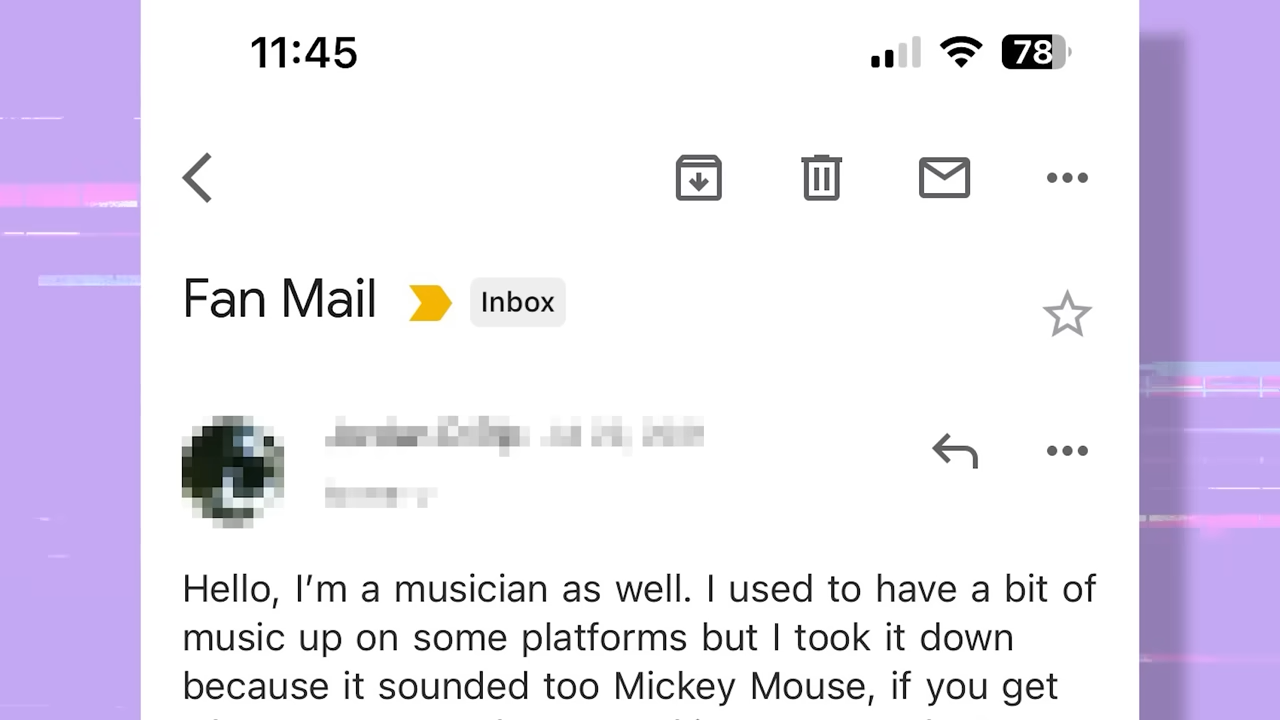 11:45
78
Fan Mail Inbox
Hello, I’m a musician as well. I used to have a bit of
music up on some platforms but I took it down
because it sounded too Mickey Mouse, if you get